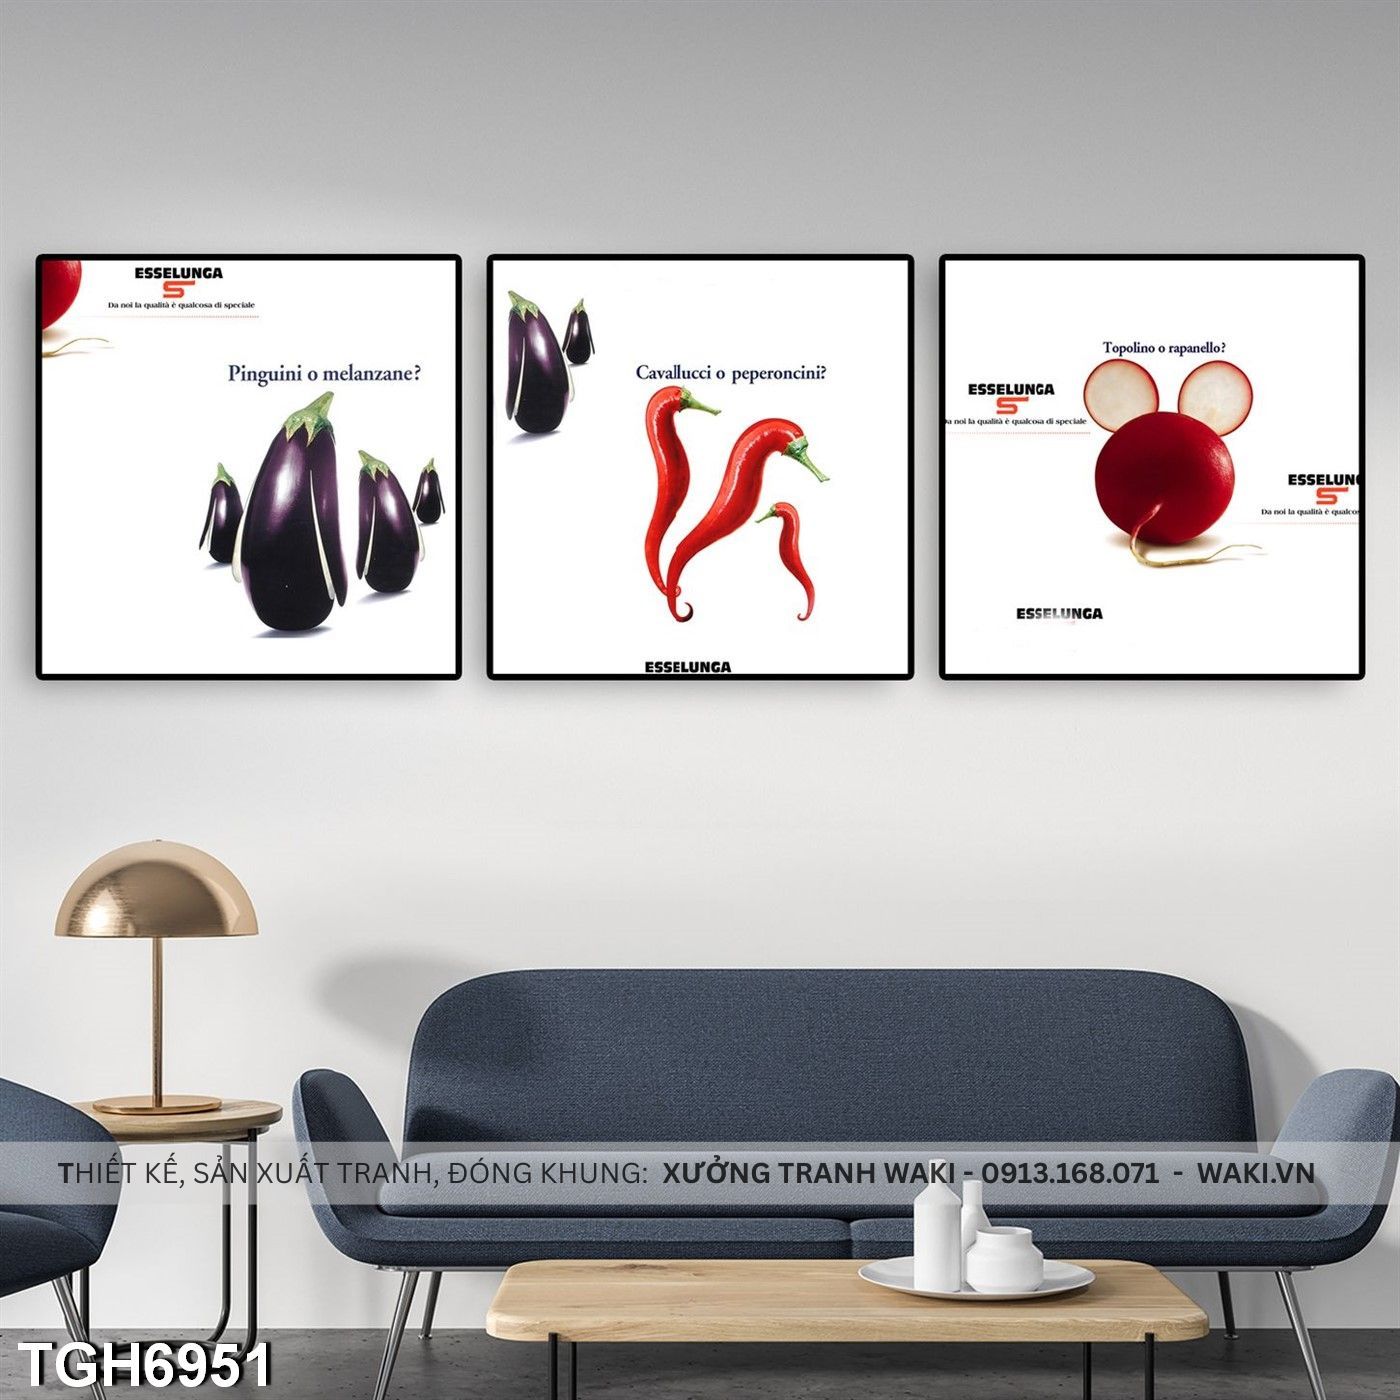 ESSELUNGA
Da noi la qualità è qualcosa di speciale
Pinguini o melanzane?
Cavallucci o peperoncini?
ESSELUNGA
Topolino o rapanello?
ESSELUNGA
Da noi la qualità è qualcosa di speciale
ESSELUNG
Da noi la qualità è qualcos
ESSELUNGA
THIẾT KẾ, SẢN XUẤT TRANH, ĐÓNG KHUNG: XƯỞNG TRANH WAKI - 0913.168.071 - WAKI.VN
TGH6951